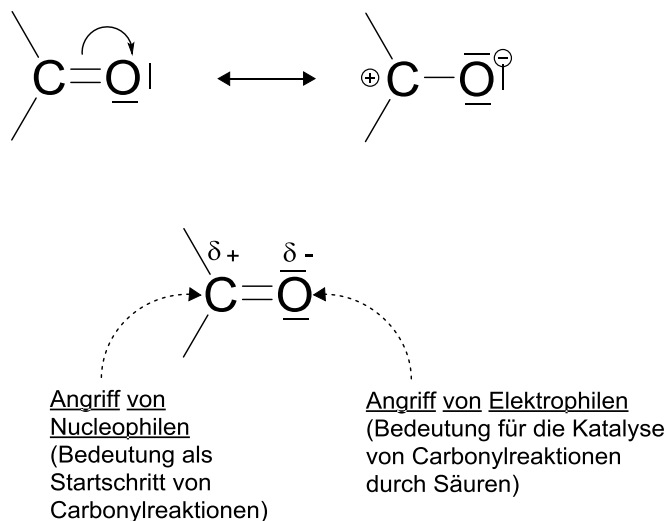 C=O
⊕ C–O ⊖
δ+ δ-
C=O
Angriff von
Nucleophilen
(Bedeutung als
Startschritt von
Carbonylreaktionen)
Angriff von Elektrophilen
(Bedeutung für die Katalyse
von Carbonylreaktionen
durch Säuren)